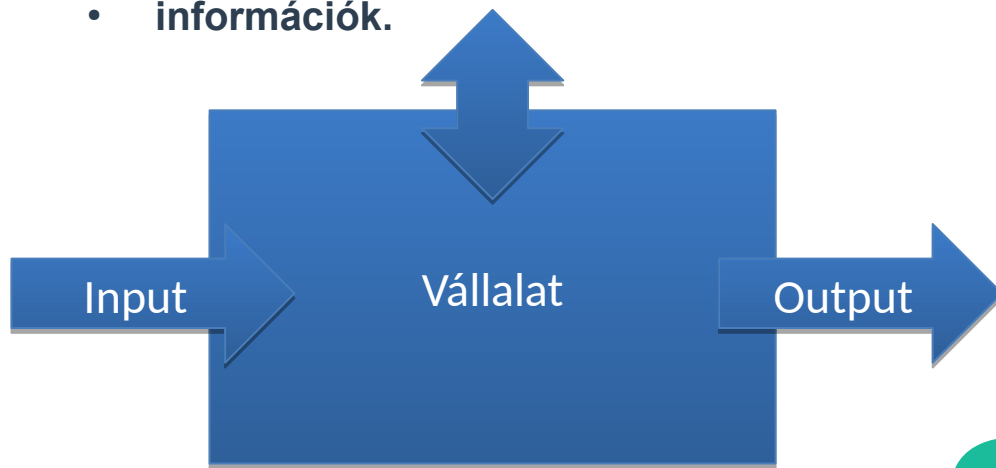 • információk.
Vállalat
Input
Output